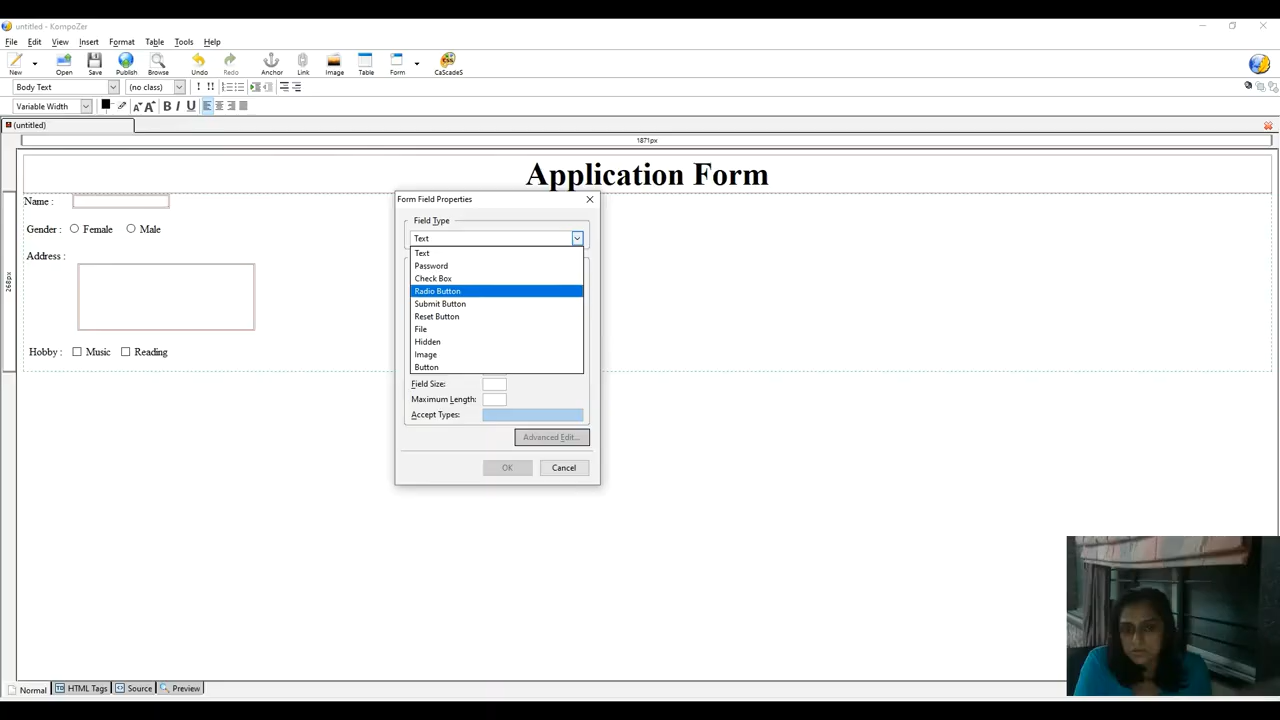 untitled - KompoZer
File Edit View Insert Format Table Tools Help
New Open Save Publish Browse Undo Redo Anchor Link Image Table Form CaScadeS
Body Text (no class)
Variable Width A A B I U
(untitled)
1871px
Application Form
268px
Name :
Gender : Female Male
Address :
Hobby : Music Reading
Form Field Properties
Field Type
Text
Text
Password
Check Box
Radio Button
Submit Button
Reset Button
File
Hidden
Image
Button
Field Size:
Maximum Length:
Accept Types:
Advanced Edit...
OK Cancel
Normal HTML Tags Source Preview